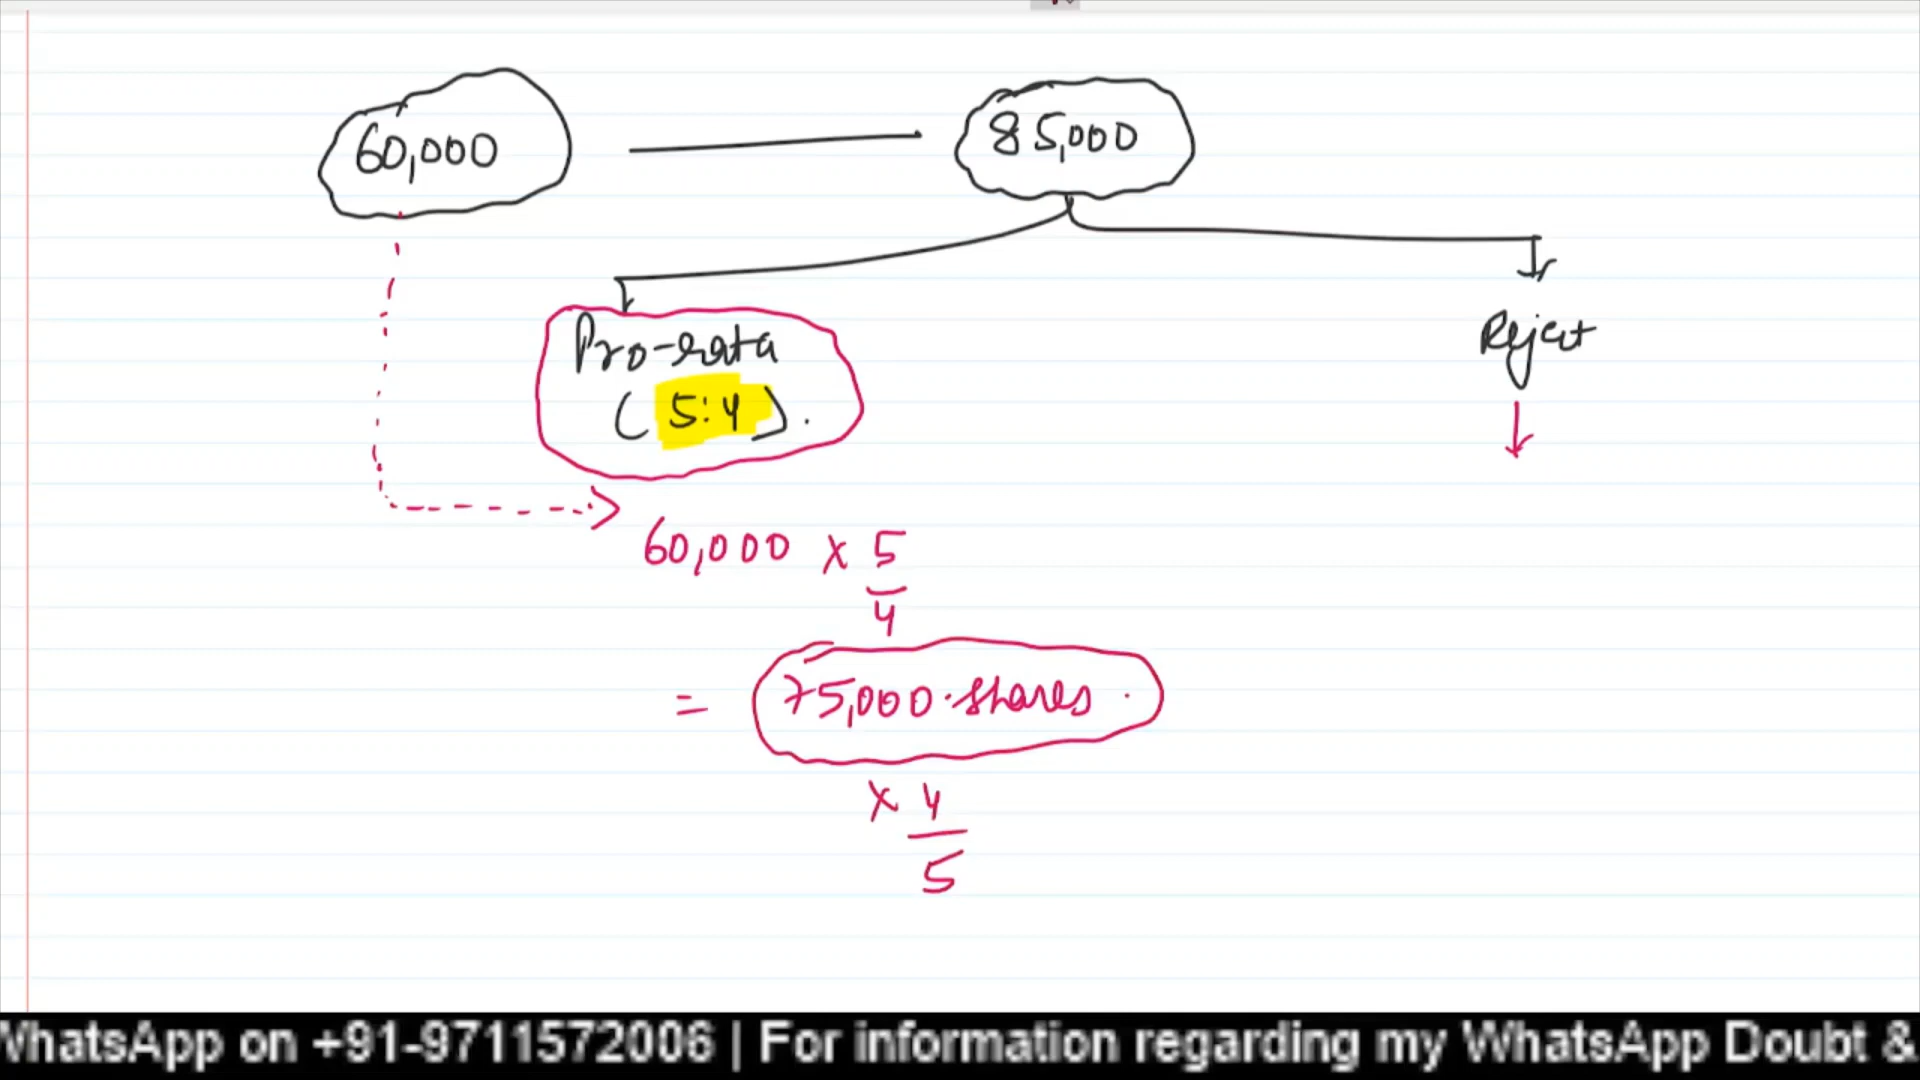 60,000 — 85,000
Pro-rata
(5:4).
Reject
60,000 x 5
4
= 75,000 shares.
x 4
5
WhatsApp on +91-9711572006 | For information regarding my WhatsApp Doubt &